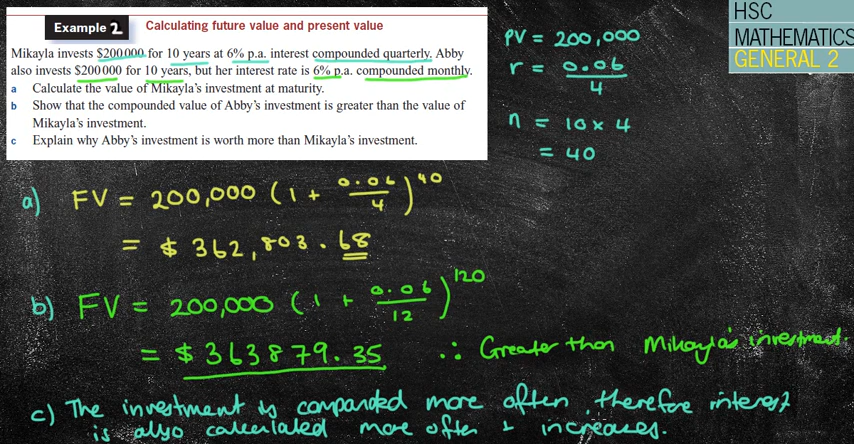 Example 2 Calculating future value and present value
Mikayla invests $200 000 for 10 years at 6% p.a. interest compounded quarterly. Abby
also invests $200 000 for 10 years, but her interest rate is 6% p.a. compounded monthly.
a Calculate the value of Mikayla's investment at maturity.
b Show that the compounded value of Abby's investment is greater than the value of
Mikayla's investment.
c Explain why Abby's investment is worth more than Mikayla's investment.
HSC
MATHEMATICS
GENERAL 2
PV = 200,000
r = 0.06
4
n = 10 x 4
= 40
a) FV = 200,000 (1 + 0.06/4)^40
= $ 362,803.68
b) FV = 200,000 (1 + 0.06/12)^120
= $363879.35 ∴ Greater than Mikayla's investment.
c) The investment is compounded more often, therefore interest
is also calculated more often & increases.